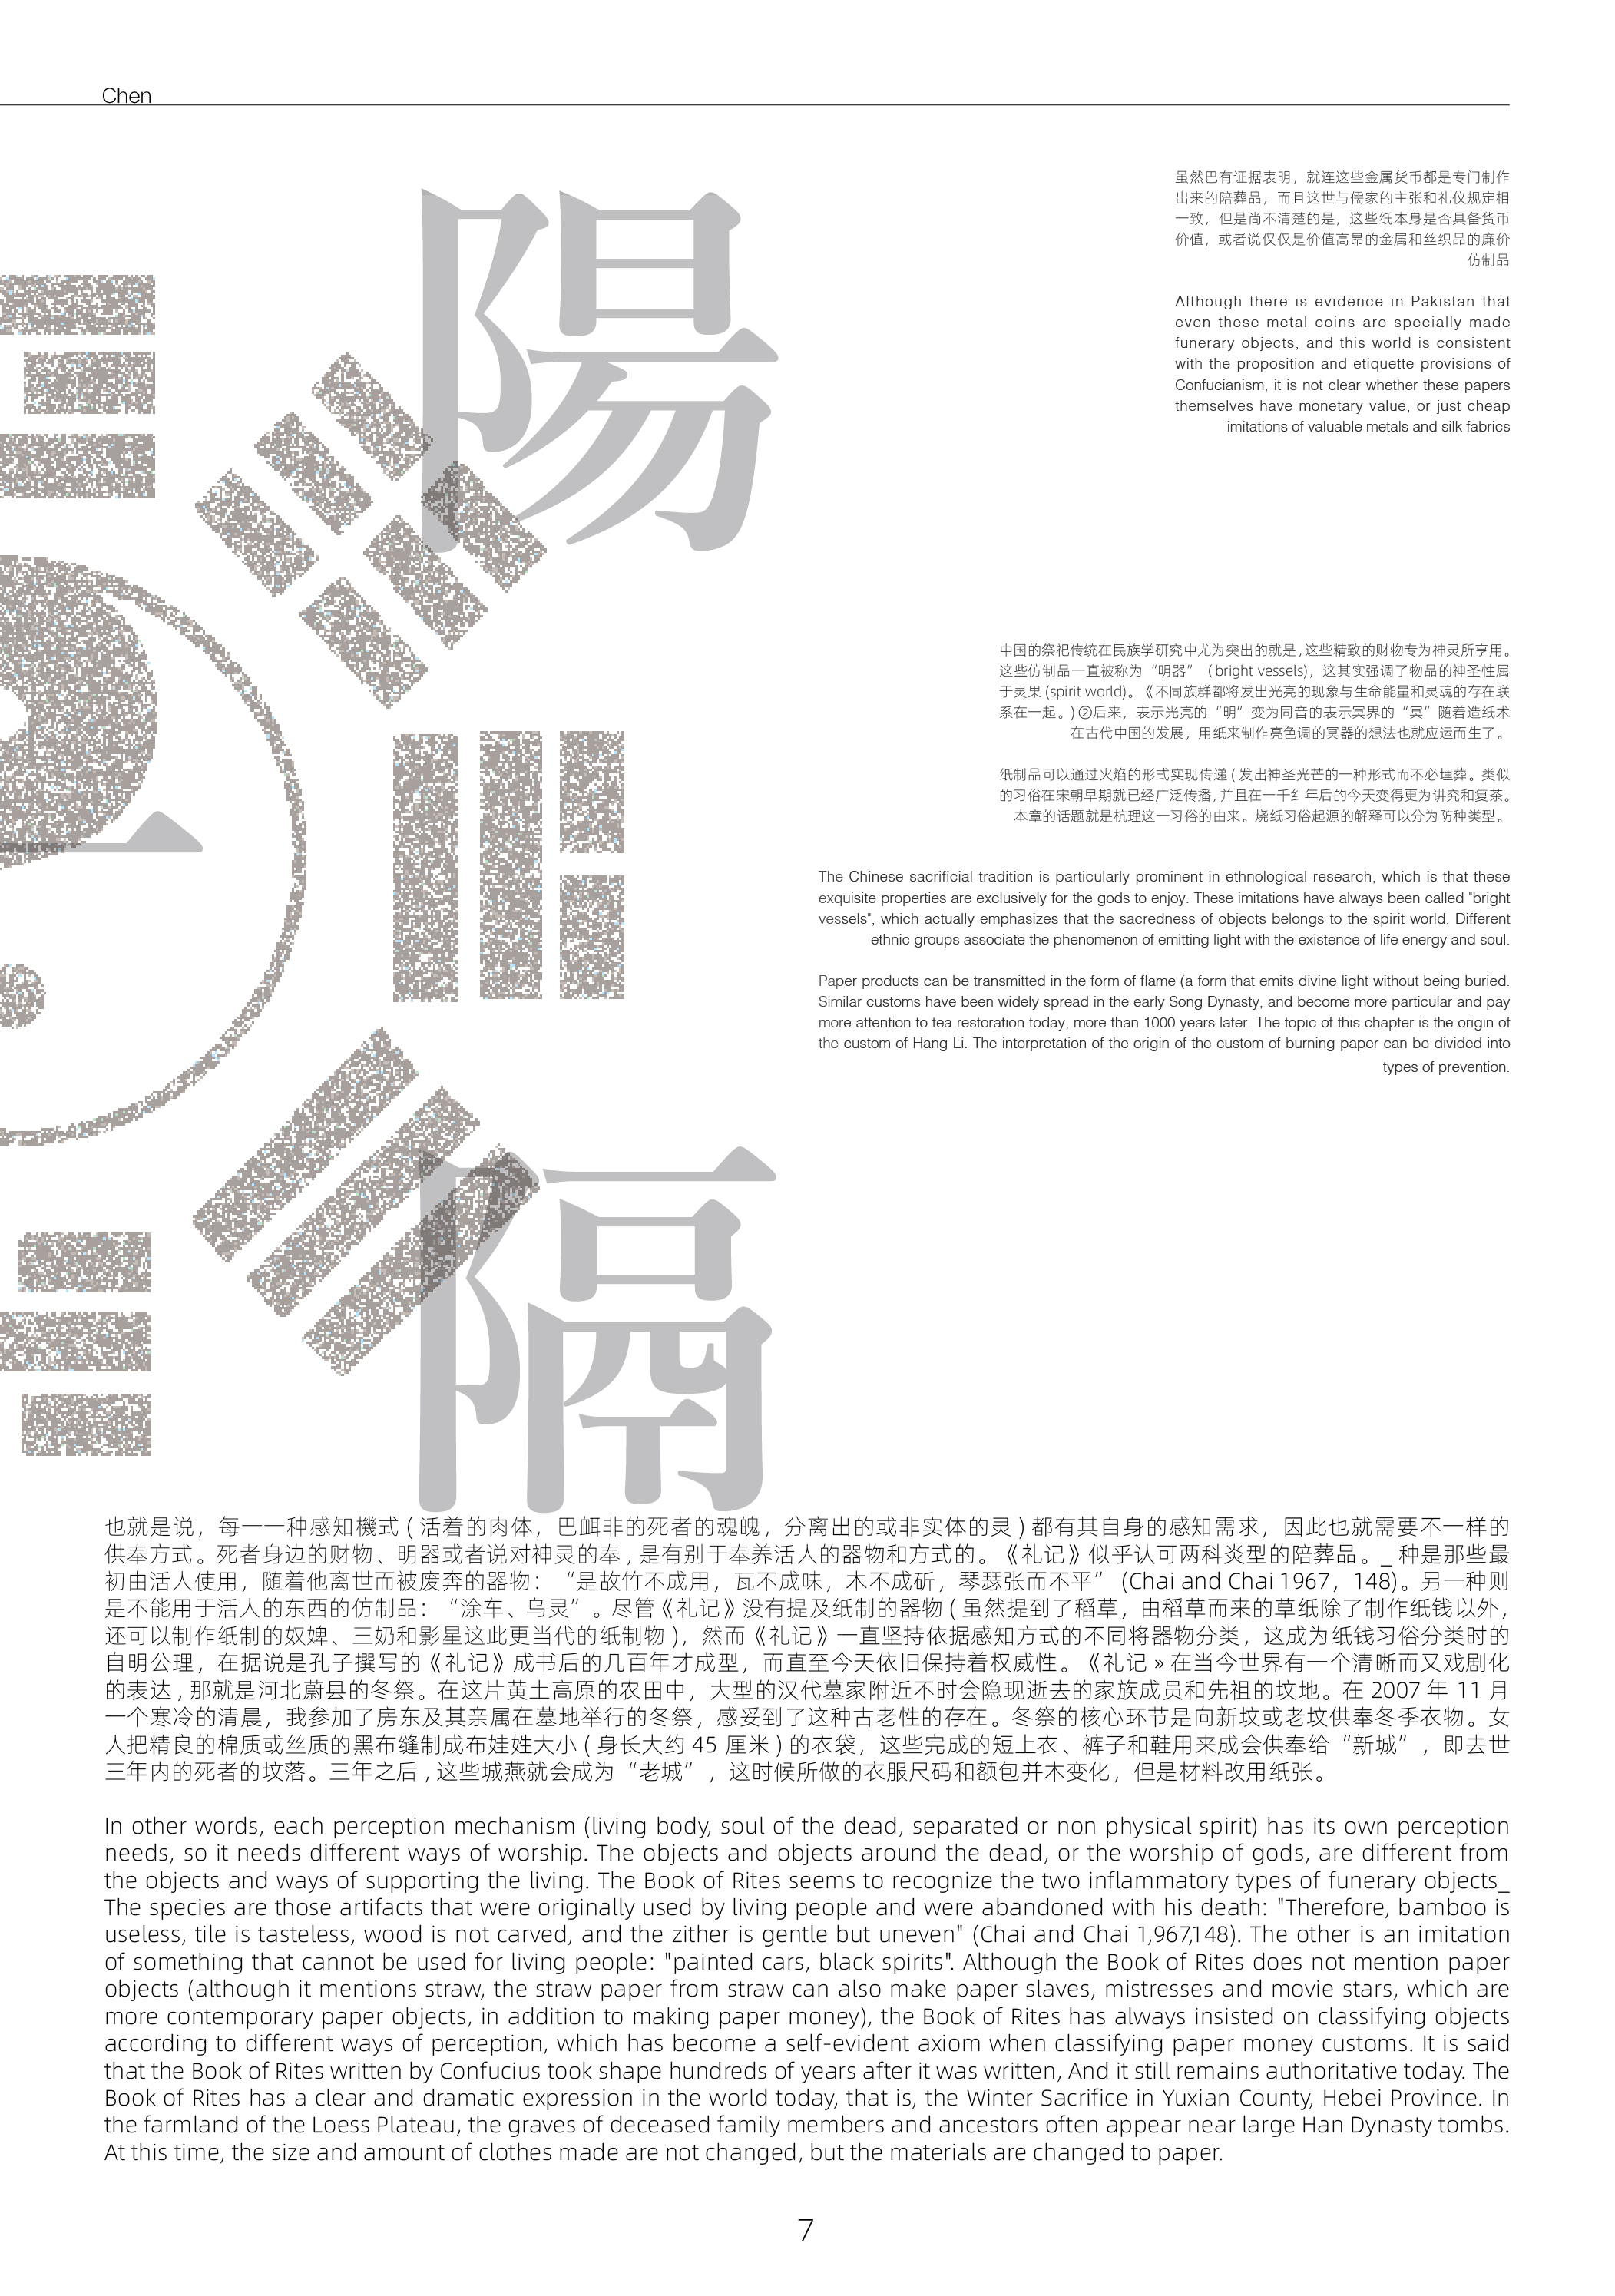 Chen
陽
虽然巴有证据表明，就连这些金属货币都是专门制作
出来的陪葬品，而且这世与儒家的主张和礼仪规定相
一致，但是尚不清楚的是，这些纸本身是否具备货币
价值，或者说仅仅是价值高昂的金属和丝织品的廉价
仿制品
Although there is evidence in Pakistan that
even these metal coins are specially made
funerary objects, and this world is consistent
with the proposition and etiquette provisions of
Confucianism, it is not clear whether these papers
themselves have monetary value, or just cheap
imitations of valuable metals and silk fabrics
中国的祭祀传统在民族学研究中尤为突出的就是,这些精致的财物专为神灵所享用。
这些仿制品一直被称为“明器”（bright vessels)，这其实强调了物品的神圣性属
于灵果 (spirit world)。《不同族群都将发出光亮的现象与生命能量和灵魂的存在联
系在一起。) ②后来，表示光亮的“明”变为同音的表示冥界的“冥”随着造纸术
在古代中国的发展，用纸来制作亮色调的冥器的想法也就应运而生了。
纸制品可以通过火焰的形式实现传递 ( 发出神圣光芒的一种形式而不必埋葬。类似
的习俗在宋朝早期就已经广泛传播,并且在一千纟年后的今天变得更为讲究和复茶。
本章的话题就是杭理这一习俗的由来。烧纸习俗起源的解释可以分为防种类型。
The Chinese sacrificial tradition is particularly prominent in ethnological research, which is that these
exquisite properties are exclusively for the gods to enjoy. These imitations have always been called "bright
vessels", which actually emphasizes that the sacredness of objects belongs to the spirit world. Different
ethnic groups associate the phenomenon of emitting light with the existence of life energy and soul.
Paper products can be transmitted in the form of flame (a form that emits divine light without being buried.
Similar customs have been widely spread in the early Song Dynasty, and become more particular and pay
more attention to tea restoration today, more than 1000 years later. The topic of this chapter is the origin of
the custom of Hang Li. The interpretation of the origin of the custom of burning paper can be divided into
types of prevention.
隔
也就是说，每一一种感知機式 ( 活着的肉体，巴衈非的死者的魂魄，分离出的或非实体的灵 ) 都有其自身的感知需求，因此也就需要不一样的
供奉方式。死者身边的财物、明器或者说对神灵的奉 , 是有别于奉养活人的器物和方式的。《礼记》似乎认可两科炎型的陪葬品。_ 种是那些最
初由活人使用，随着他离世而被废奔的器物：“是故竹不成用，瓦不成味，木不成斫，琴瑟张而不平” (Chai and Chai 1967，148)。另一种则
是不能用于活人的东西的仿制品：“涂车、乌灵”。尽管《礼记》没有提及纸制的器物 ( 虽然提到了稻草，由稻草而来的草纸除了制作纸钱以外，
还可以制作纸制的奴婢、三奶和影星这此更当代的纸制物 )，然而《礼记》一直坚持依据感知方式的不同将器物分类，这成为纸钱习俗分类时的
自明公理，在据说是孔子撰写的《礼记》成书后的几百年才成型，而直至今天依旧保持着权威性。《礼记 » 在当今世界有一个清晰而又戏剧化
的表达 , 那就是河北蔚县的冬祭。在这片黄土高原的农田中，大型的汉代墓家附近不时会隐现逝去的家族成员和先祖的坟地。在 2007 年 11 月
一个寒冷的清晨，我参加了房东及其亲属在墓地举行的冬祭，感妥到了这种古老性的存在。冬祭的核心环节是向新坟或老坟供奉冬季衣物。女
人把精良的棉质或丝质的黑布缝制成布娃姓大小 ( 身长大约 45 厘米 ) 的衣袋，这些完成的短上衣、裤子和鞋用来成会供奉给“新城”，即去世
三年内的死者的坟落。三年之后 , 这些城燕就会成为“老城”，这时候所做的衣服尺码和额包并木变化，但是材料改用纸张。
In other words, each perception mechanism (living body, soul of the dead, separated or non physical spirit) has its own perception
needs, so it needs different ways of worship. The objects and objects around the dead, or the worship of gods, are different from
the objects and ways of supporting the living. The Book of Rites seems to recognize the two inflammatory types of funerary objects_
The species are those artifacts that were originally used by living people and were abandoned with his death: "Therefore, bamboo is
useless, tile is tasteless, wood is not carved, and the zither is gentle but uneven" (Chai and Chai 1,967,148). The other is an imitation
of something that cannot be used for living people: "painted cars, black spirits". Although the Book of Rites does not mention paper
objects (although it mentions straw, the straw paper from straw can also make paper slaves, mistresses and movie stars, which are
more contemporary paper objects, in addition to making paper money), the Book of Rites has always insisted on classifying objects
according to different ways of perception, which has become a self-evident axiom when classifying paper money customs. It is said
that the Book of Rites written by Confucius took shape hundreds of years after it was written, And it still remains authoritative today. The
Book of Rites has a clear and dramatic expression in the world today, that is, the Winter Sacrifice in Yuxian County, Hebei Province. In
the farmland of the Loess Plateau, the graves of deceased family members and ancestors often appear near large Han Dynasty tombs.
At this time, the size and amount of clothes made are not changed, but the materials are changed to paper.
7